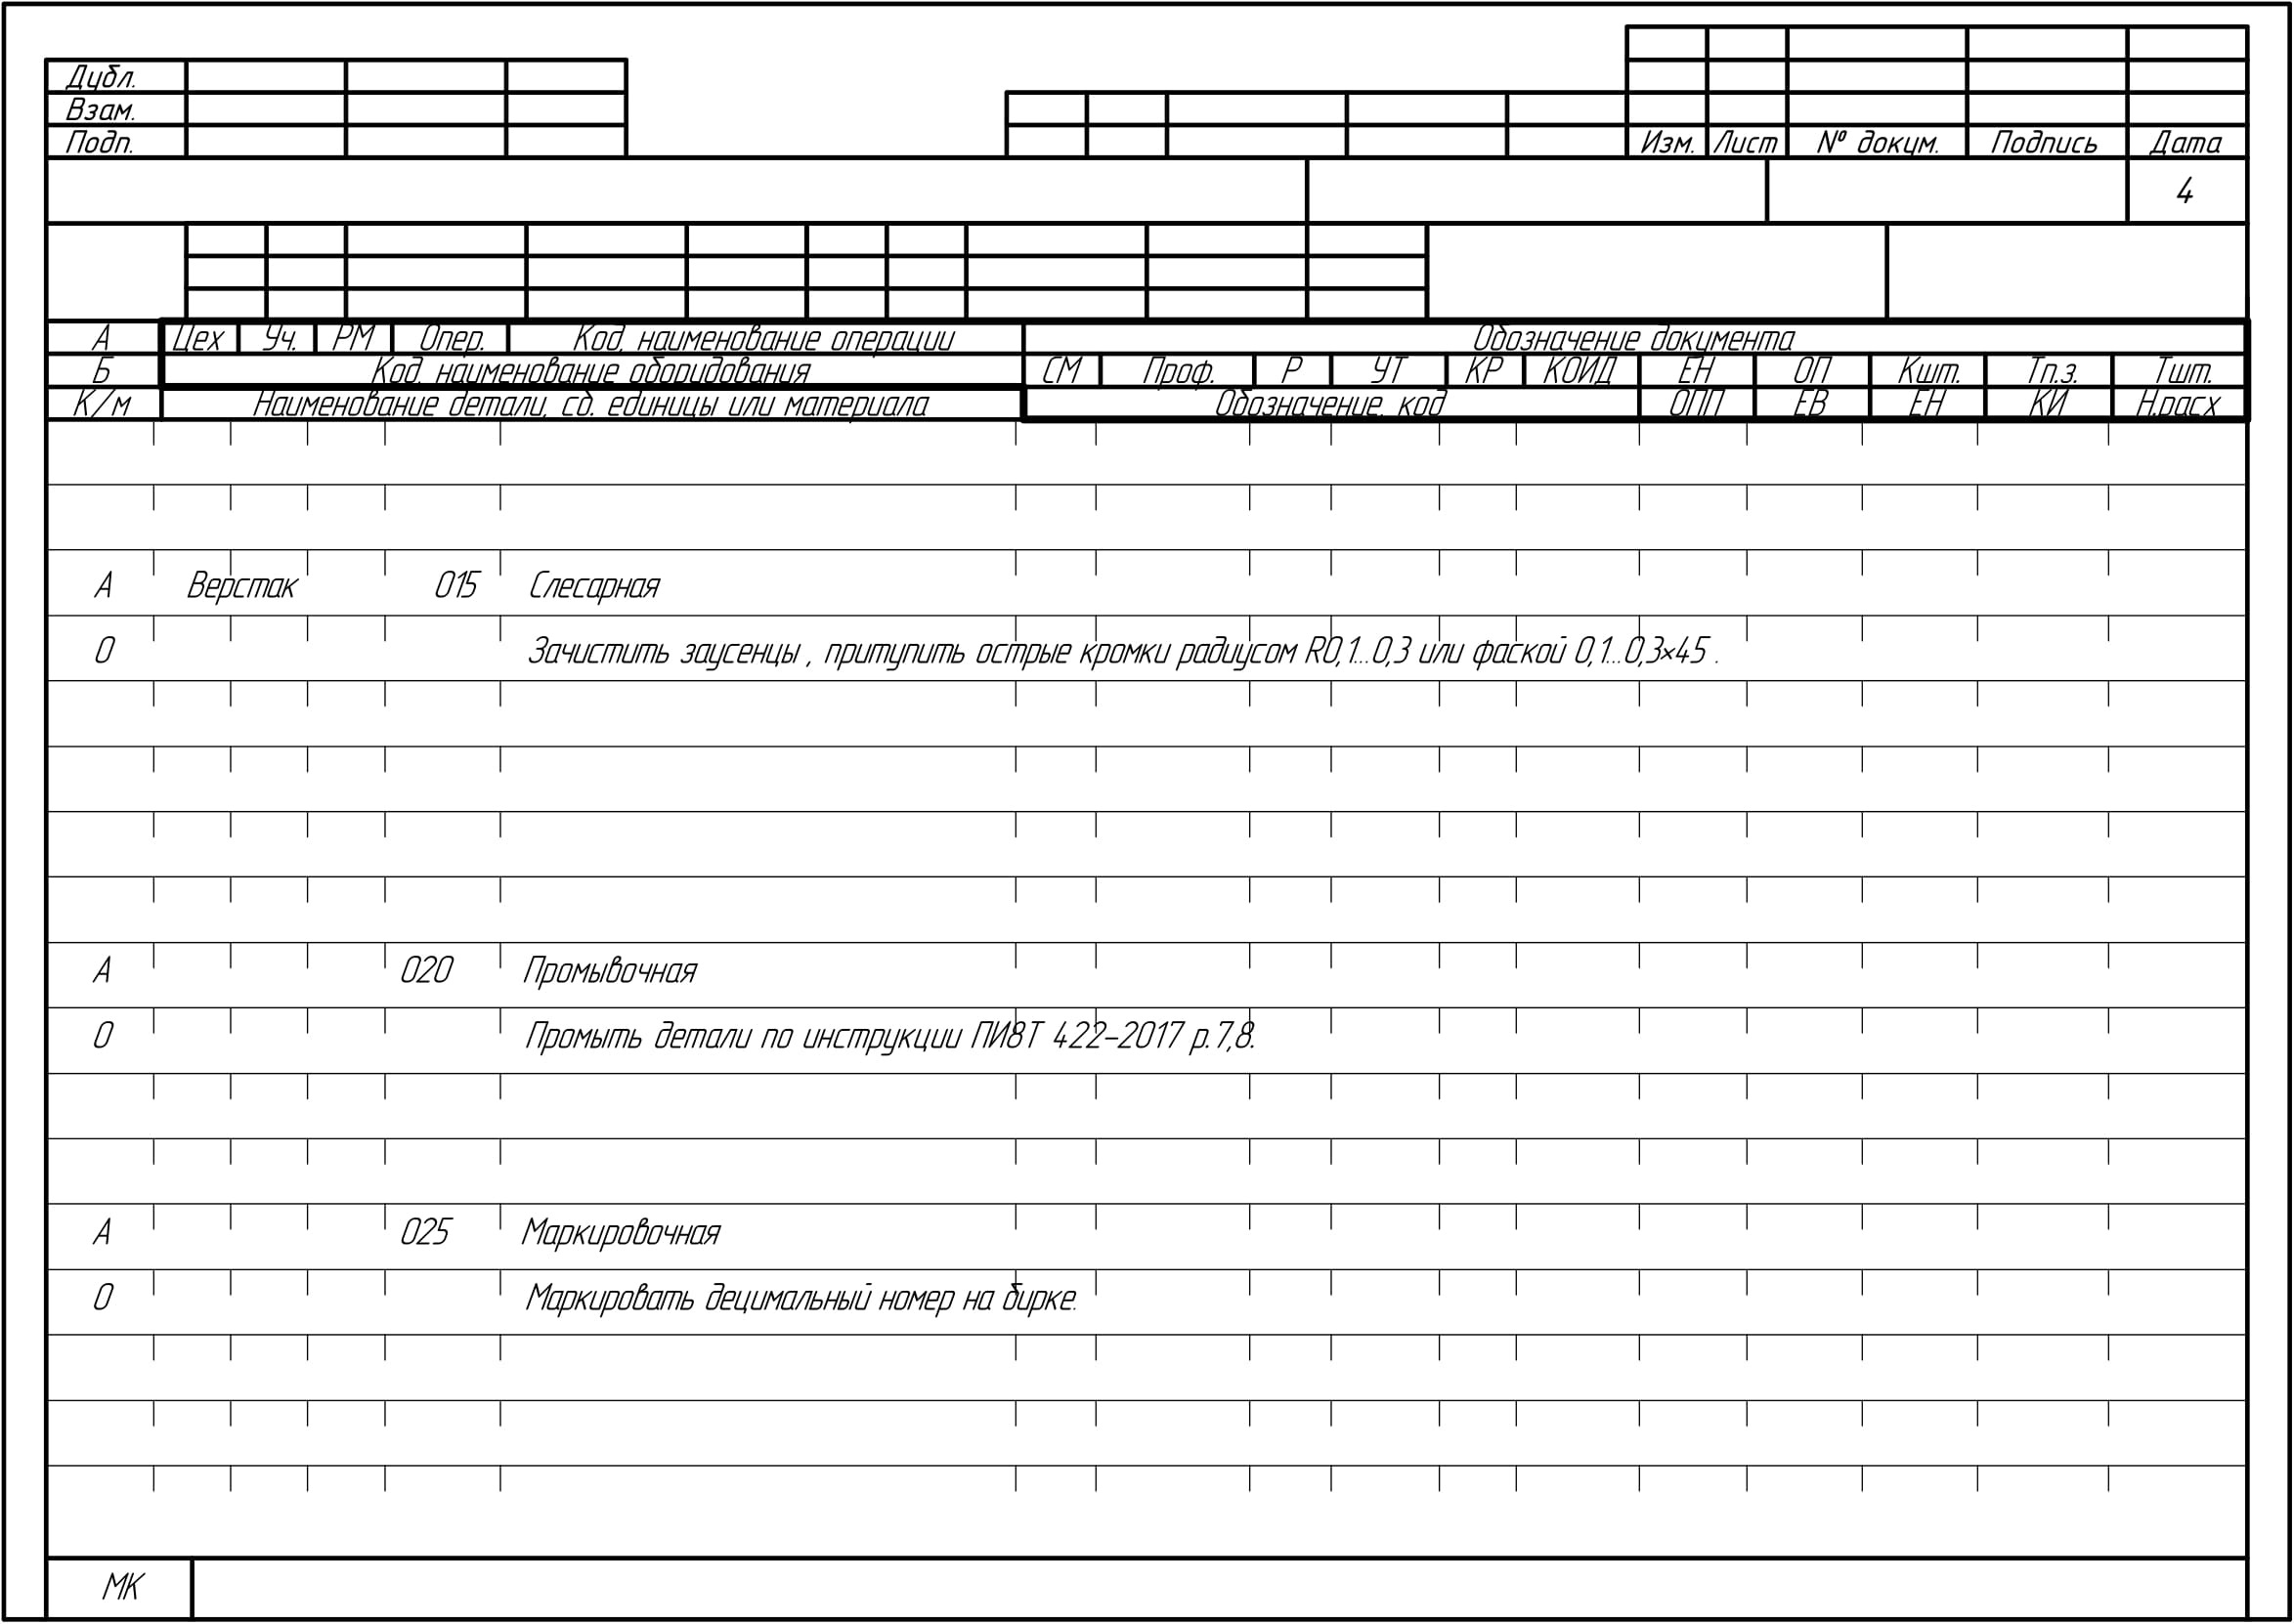 Дубл.
Взам.
Подп.
Изм. Лист № докум. Подпись Дата
4
А Цех Уч. РМ Опер. Код, наименование операции Обозначение документа
Б Код, наименование оборудования СМ Проф. Р УТ КР КОИД ЕН ОП Кшт. Тп.з. Тшт.
К/м Наименование детали, сб. единицы или материала Обозначение, код ОПП ЕВ ЕН КИ Н.расх
А Верстак 015 Слесарная
О Зачистить заусенцы , притупить острые кромки радиусом R0,1...0,3 или фаской 0,1...0,3×45 .
А 020 Промывочная
О Промыть детали по инструкции ПИ8Т 422-2017 р.7,8.
А 025 Маркировочная
О Маркировать децимальный номер на бирке.
МК